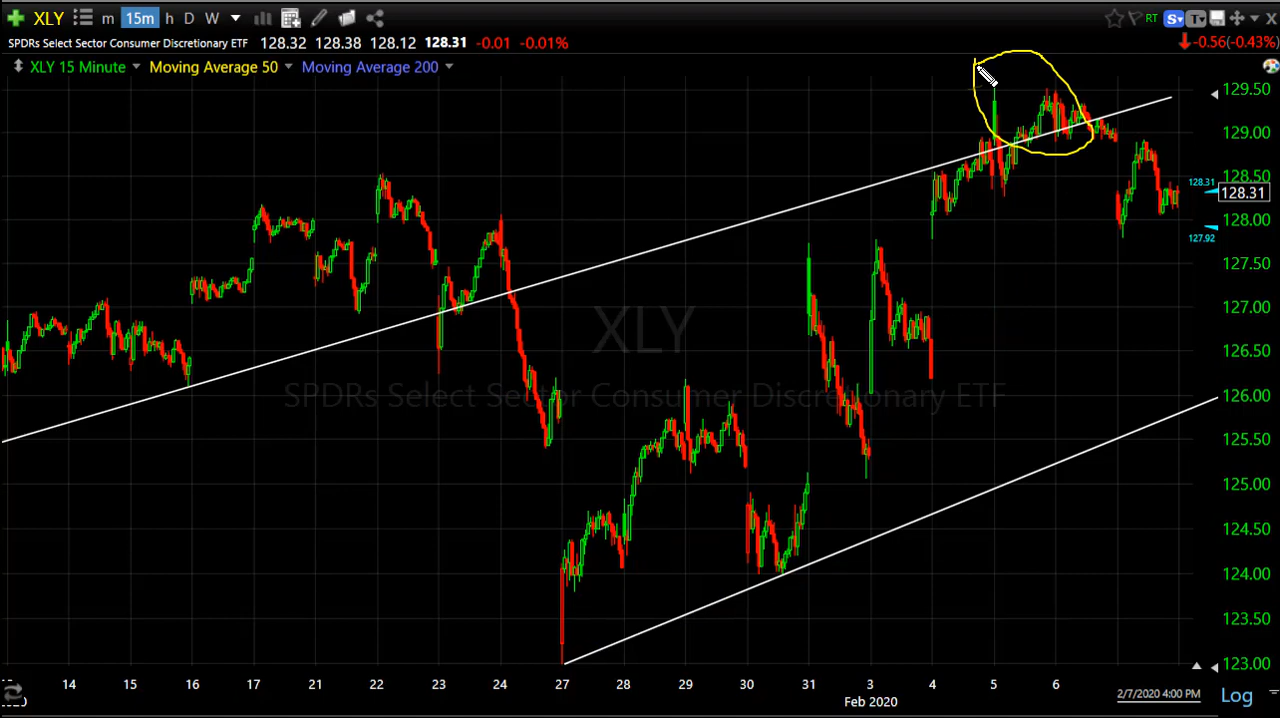 XLY m 15m h D W RT S T X
SPDRs Select Sector Consumer Discretionary ETF 128.32 128.38 128.12 128.31 -0.01 -0.01% -0.56(-0.43%)
XLY 15 Minute Moving Average 50 Moving Average 200
129.50
129.00
128.50
128.31
128.31
128.00
127.92
127.50
127.00
XLY
126.50
SPDRs Select Sector Consumer Discretionary ETF
126.00
125.50
125.00
124.50
124.00
123.50
123.00
14 15 16 17 21 22 23 24 27 28 29 30 31 3 4 5 6
Feb 2020 2/7/2020 4:00 PM Log